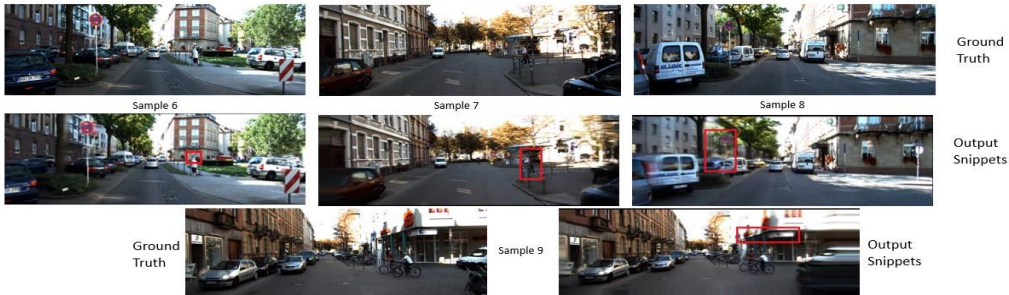 Ground
Truth
Sample 6
Sample 7
Sample 8
Output
Snippets
Ground
Truth
Sample 9
Output
Snippets